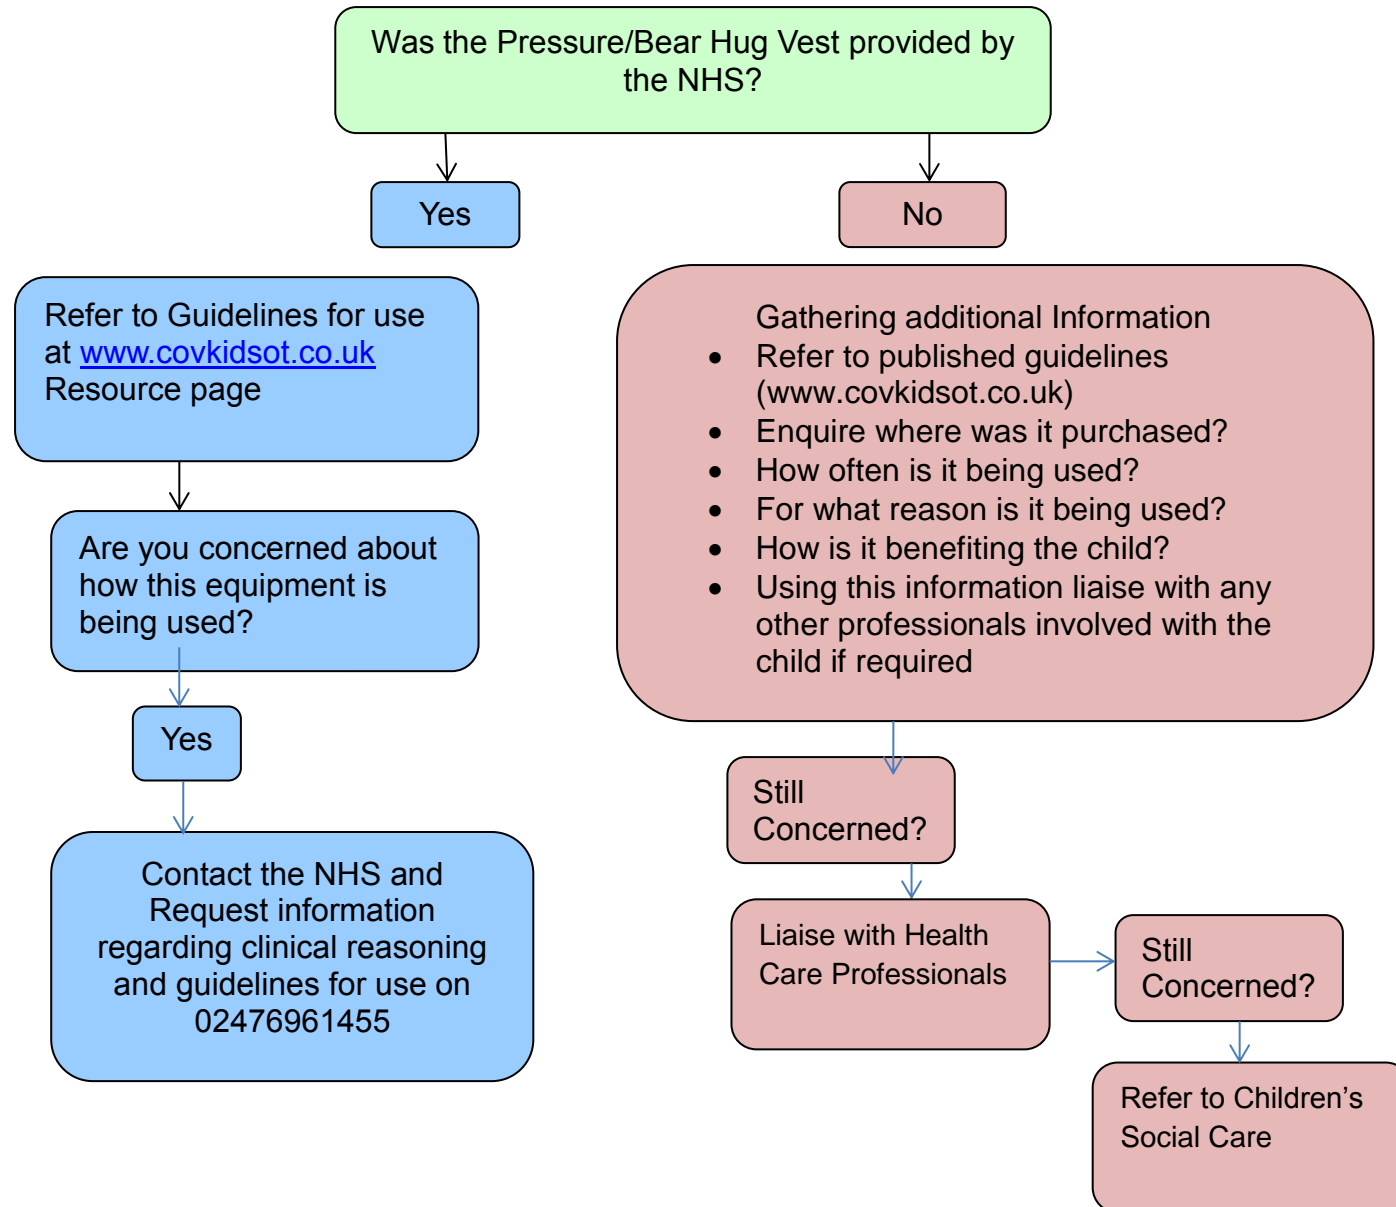 Was the Pressure/Bear Hug Vest provided by
the NHS?
Yes
No
Refer to Guidelines for use
at www.covkidsot.co.uk
Resource page
Are you concerned about
how this equipment is
being used?
Yes
Contact the NHS and
Request information
regarding clinical reasoning
and guidelines for use on
02476961455
Gathering additional Information
• Refer to published guidelines
(www.covkidsot.co.uk)
• Enquire where was it purchased?
• How often is it being used?
• For what reason is it being used?
• How is it benefiting the child?
• Using this information liaise with any
other professionals involved with the
child if required
Still
Concerned?
Liaise with Health
Care Professionals
Still
Concerned?
Refer to Children’s
Social Care